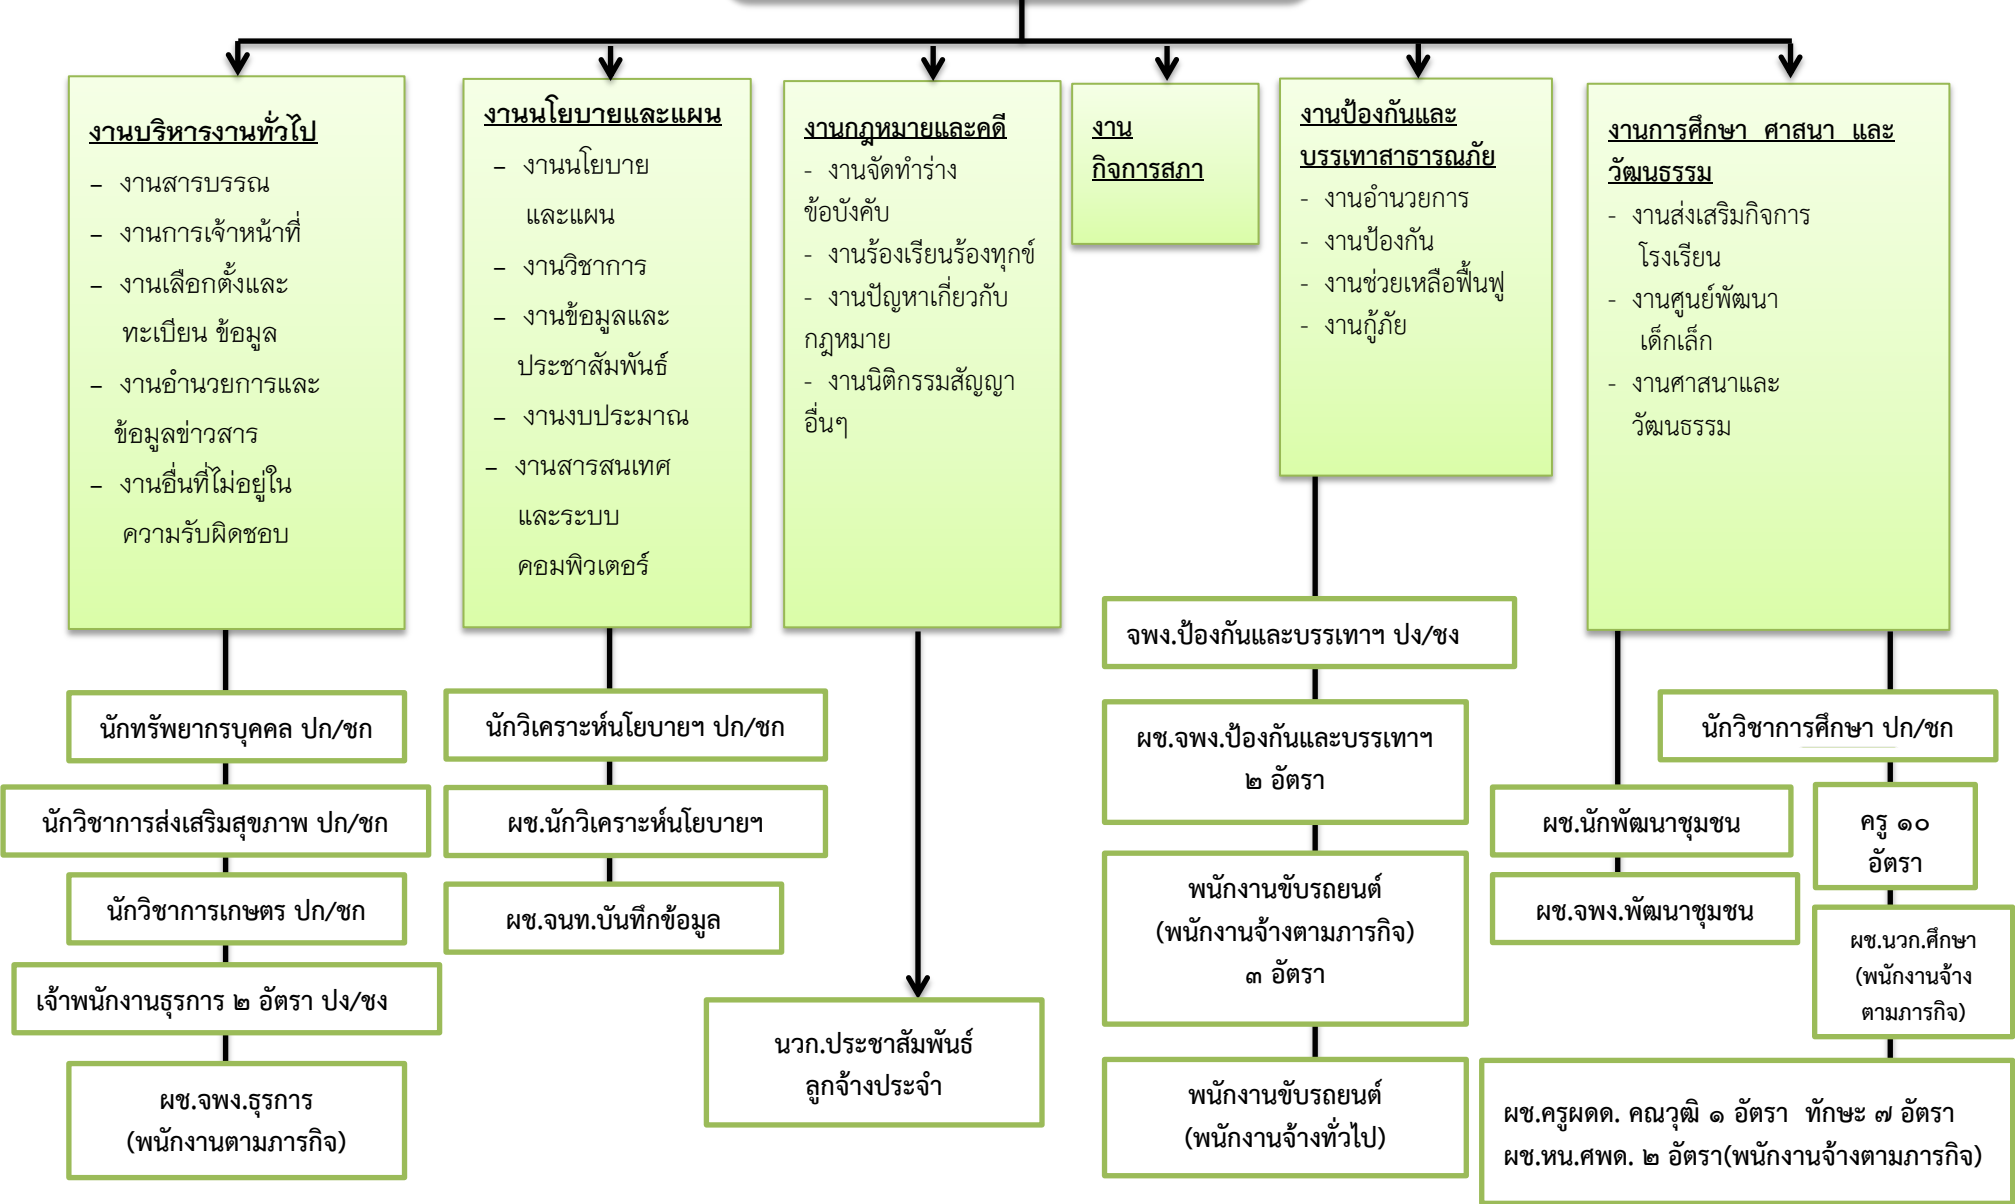 งานบริหารงานทั่วไป
– งานสารบรรณ
– งานการเจ้าหน้าที่
– งานเลือกตั้งและ
ทะเบียน ข้อมูล
– งานอำนวยการและ
ข้อมูลข่าวสาร
– งานอื่นที่ไม่อยู่ใน
ความรับผิดชอบ
งานนโยบายและแผน
– งานนโยบาย
และแผน
– งานวิชาการ
– งานข้อมูลและ
ประชาสัมพันธ์
– งานงบประมาณ
– งานสารสนเทศ
และระบบ
คอมพิวเตอร์
งานกฎหมายและคดี
- งานจัดทำร่าง
ข้อบังคับ
- งานร้องเรียนร้องทุกข์
- งานปัญหาเกี่ยวกับ
กฎหมาย
- งานนิติกรรมสัญญา
อื่นๆ
งาน
กิจการสภา
งานป้องกันและ
บรรเทาสาธารณภัย
- งานอำนวยการ
- งานป้องกัน
- งานช่วยเหลือฟื้นฟู
- งานกู้ภัย
งานการศึกษา ศาสนา และ
วัฒนธรรม
- งานส่งเสริมกิจการ
โรงเรียน
- งานศูนย์พัฒนา
เด็กเล็ก
- งานศาสนาและ
วัฒนธรรม
นักทรัพยากรบุคคล ปก/ชก
นักวิชาการส่งเสริมสุขภาพ ปก/ชก
นักวิชาการเกษตร ปก/ชก
เจ้าพนักงานธุรการ ๒ อัตรา ปง/ชง
ผช.จพง.ธุรการ
(พนักงานตามภารกิจ)
นักวิเคราะห์นโยบายฯ ปก/ชก
ผช.นักวิเคราะห์นโยบายฯ
ผช.จนท.บันทึกข้อมูล
นวก.ประชาสัมพันธ์
ลูกจ้างประจำ
จพง.ป้องกันและบรรเทาฯ ปง/ชง
ผช.จพง.ป้องกันและบรรเทาฯ
๒ อัตรา
พนักงานขับรถยนต์
(พนักงานจ้างตามภารกิจ)
๓ อัตรา
พนักงานขับรถยนต์
(พนักงานจ้างทั่วไป)
ผช.นักพัฒนาชุมชน
ผช.จพง.พัฒนาชุมชน
นักวิชาการศึกษา ปก/ชก
ครู ๑๐
อัตรา
ผช.นวก.ศึกษา
(พนักงานจ้าง
ตามภารกิจ)
ผช.ครูผดด. คณวุฒิ ๑ อัตรา ทักษะ ๗ อัตรา
ผช.หน.ศพด. ๒ อัตรา(พนักงานจ้างตามภารกิจ)